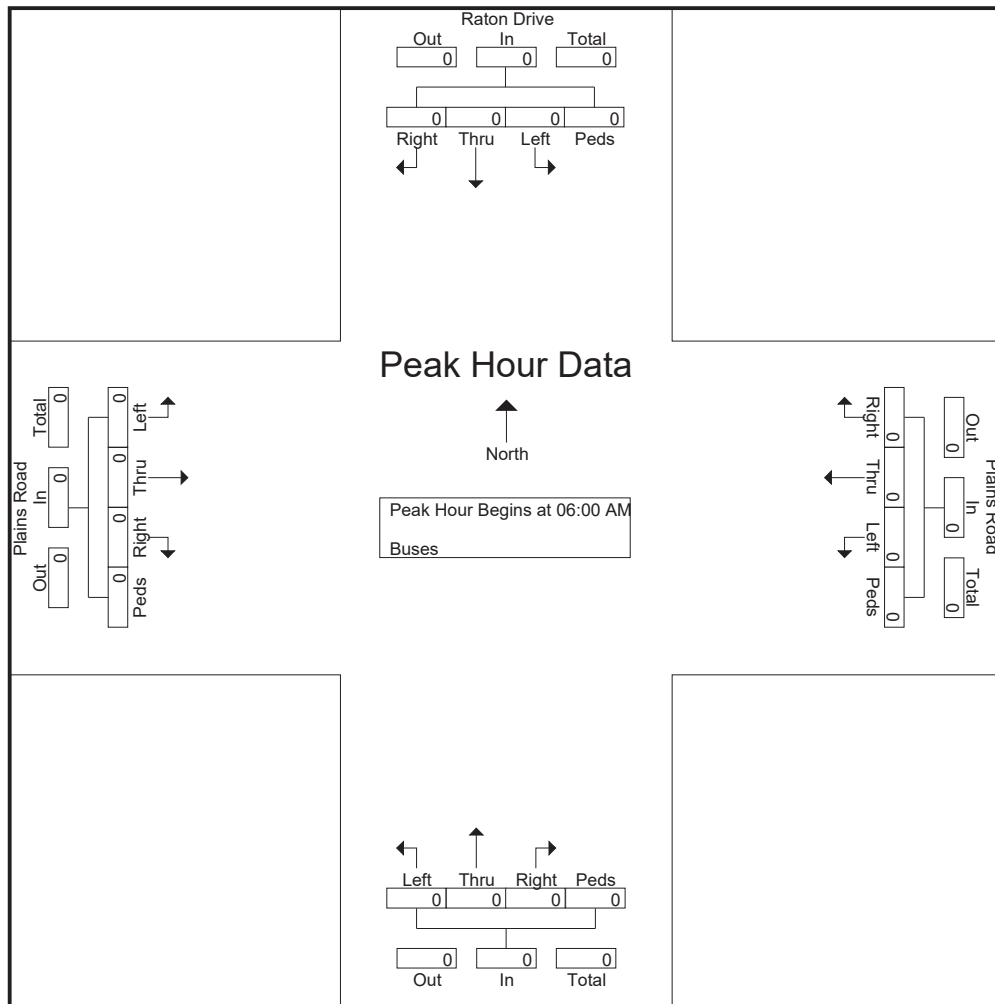 Raton Drive
Out In Total
0 0 0
0 0 0 0
Right Thru Left Peds
Peak Hour Data
North
Peak Hour Begins at 06:00 AM
Buses
Plains Road
Total In Out
0 0 0
0 0 0 0
Left Thru Right Peds
Right Thru Left Peds
0 0 0 0
0 0 0
Out In Total
Plains Road
Left Thru Right Peds
0 0 0 0
0 0 0
Out In Total